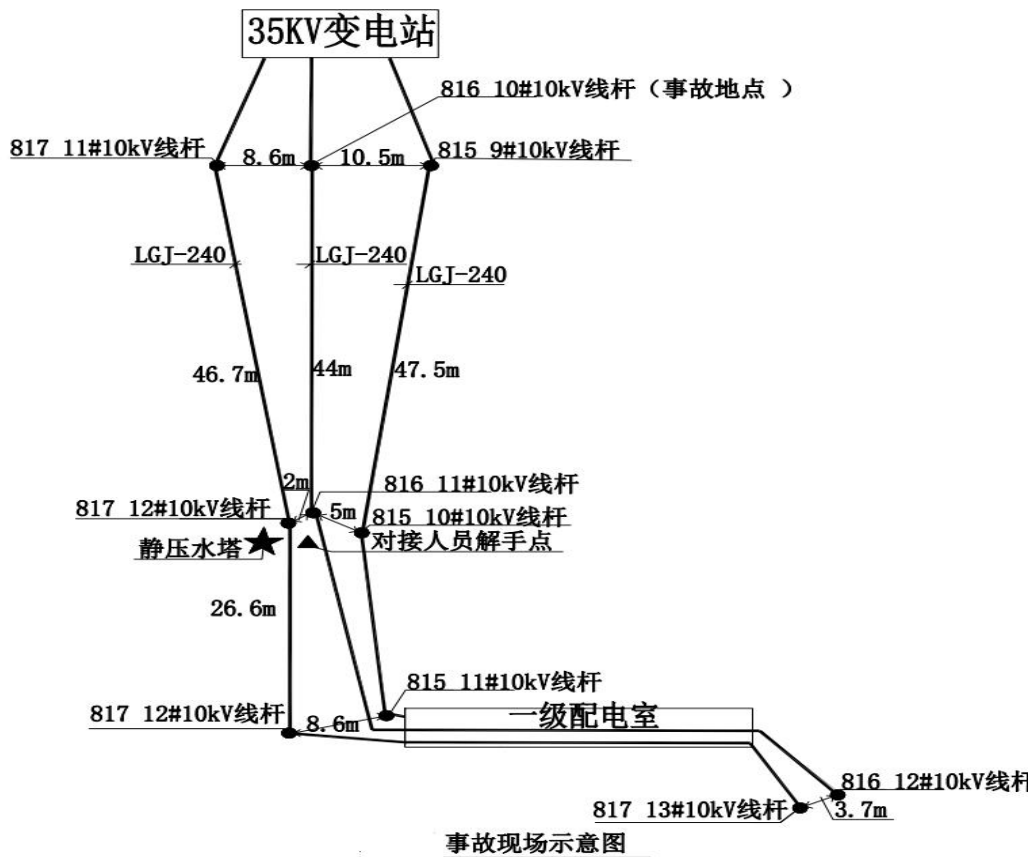 35KV变电站
816 10#10kV线杆（事故地点 ）
817 11#10kV线杆
8.6m
10.5m
815 9#10kV线杆
LGJ-240
LGJ-240
LGJ-240
46.7m
44m
47.5m
2m
816 11#10kV线杆
817 12#10kV线杆
5m
815 10#10kV线杆
静压水塔
对接人员解手点
26.6m
815 11#10kV线杆
817 12#10kV线杆
8.6m
一级配电室
816 12#10kV线杆
817 13#10kV线杆
3.7m
事故现场示意图